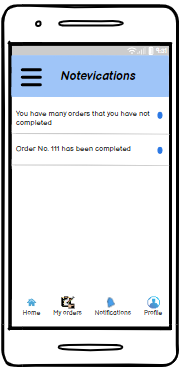 Notevications
You have many orders that you have not
completed
Order No. 111 has been completed
Home My orders Notifications Profile